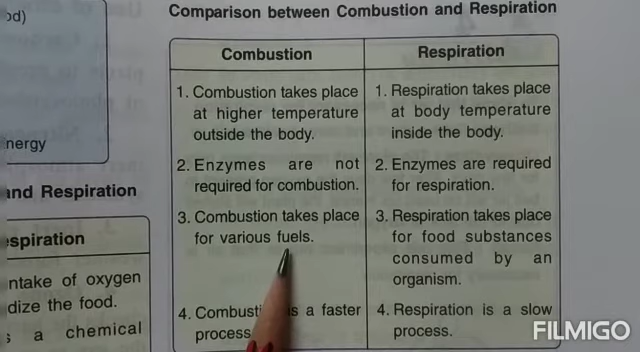 od)
nergy
and Respiration
espiration
ntake of oxygen
dize the food.
s a chemical
Comparison between Combustion and Respiration
Combustion
1. Combustion takes place
at higher temperature
outside the body.
2. Enzymes are not
required for combustion.
3. Combustion takes place
for various fuels.
4. Combusti s a faster
process
Respiration
1. Respiration takes place
at body temperature
inside the body.
2. Enzymes are required
for respiration.
3. Respiration takes place
for food substances
consumed by an
organism.
4. Respiration is a slow
process.
FILMIGO